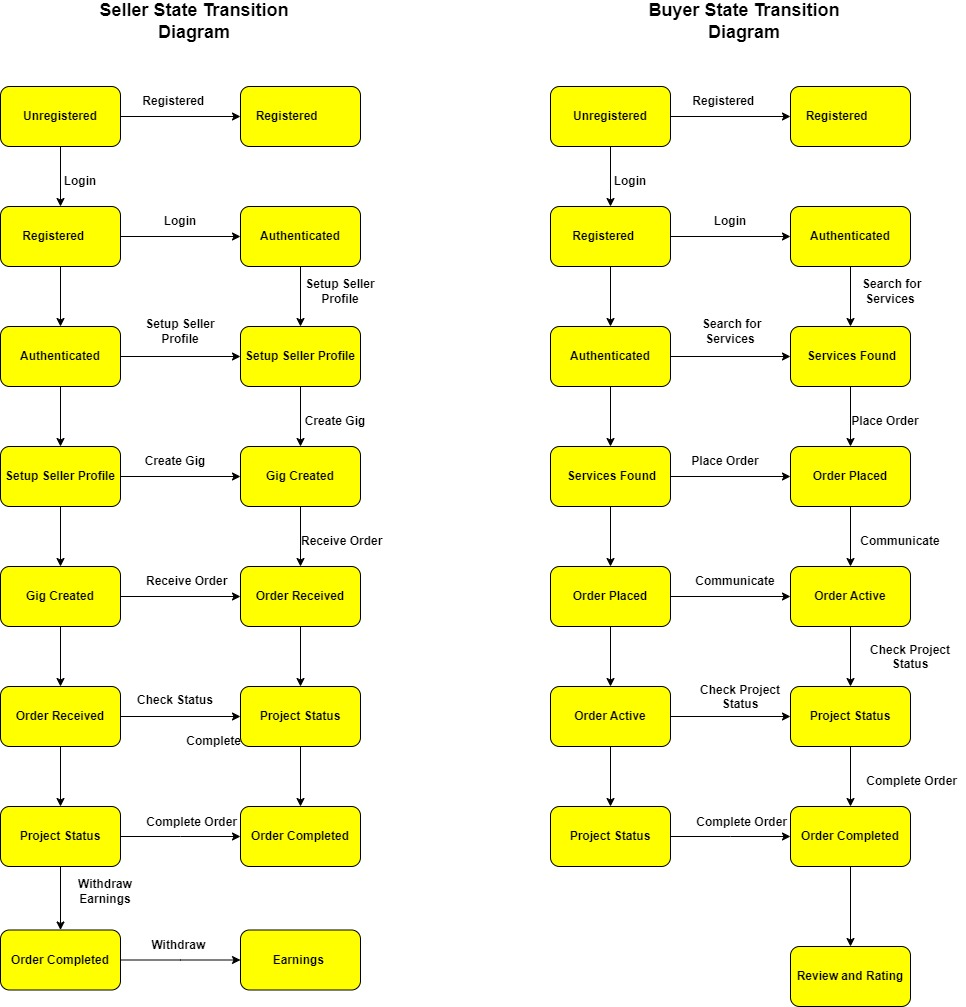 Seller State Transition
Diagram
Unregistered
Registered
Registered
Login
Registered
Login
Authenticated
Setup Seller
Profile
Authenticated
Setup Seller
Profile
Setup Seller Profile
Create Gig
Setup Seller Profile
Create Gig
Gig Created
Receive Order
Gig Created
Receive Order
Order Received
Order Received
Check Status
Project Status
Complete
Project Status
Complete Order
Order Completed
Withdraw
Earnings
Order Completed
Withdraw
Earnings
Buyer State Transition
Diagram
Unregistered
Registered
Registered
Login
Registered
Login
Authenticated
Search for
Services
Authenticated
Search for
Services
Services Found
Place Order
Services Found
Place Order
Order Placed
Communicate
Order Placed
Communicate
Order Active
Check Project
Status
Order Active
Check Project
Status
Project Status
Complete Order
Project Status
Complete Order
Order Completed
Review and Rating